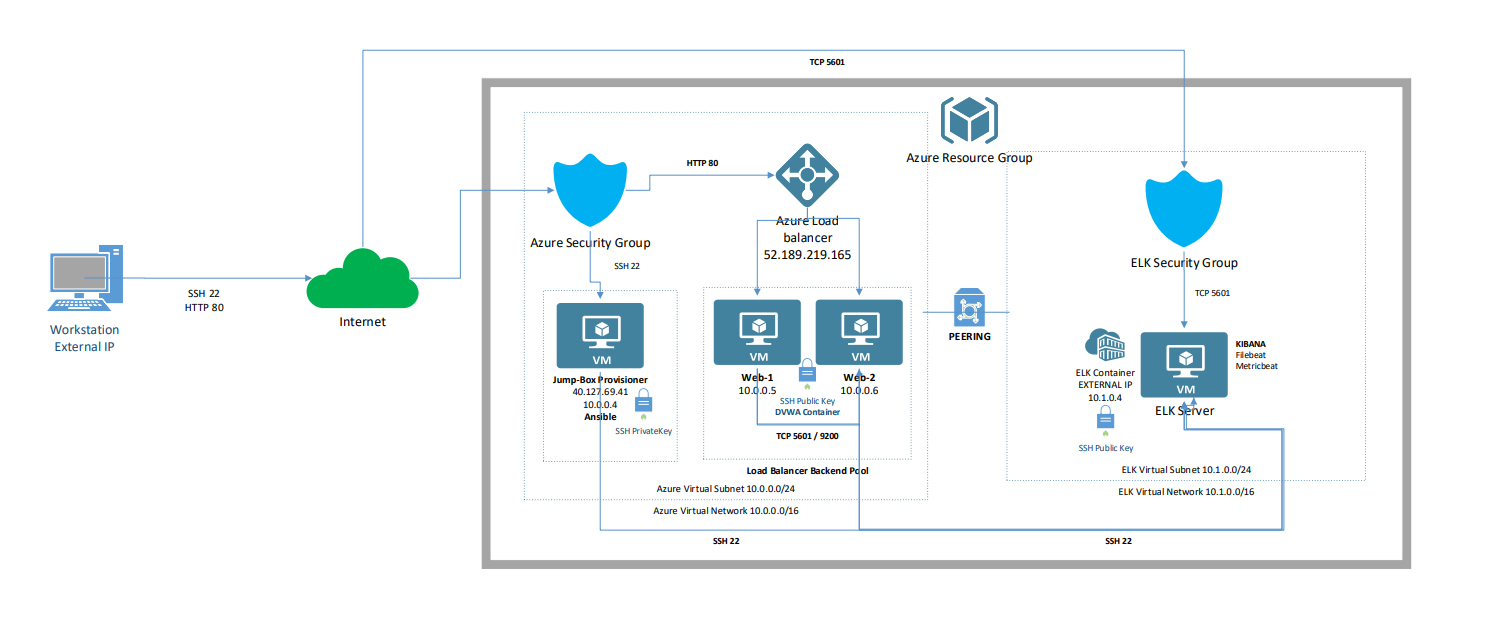 TCP 5601
Azure Resource Group
HTTP 80
Azure Security Group
SSH 22
Azure Load
balancer
52.189.219.165
ELK Security Group
TCP 5601
SSH 22
HTTP 80
Workstation
External IP
Internet
VM
Jump-Box Provisioner
40.127.69.41
10.0.0.4
Ansible
SSH PrivateKey
VM
Web-1
10.0.0.5
VM
Web-2
10.0.0.6
SSH Public Key
DVWA Container
TCP 5601 / 9200
Load Balancer Backend Pool
Azure Virtual Subnet 10.0.0.0/24
Azure Virtual Network 10.0.0.0/16
PEERING
ELK Container
EXTERNAL IP
10.1.0.4
SSH Public Key
VM
ELK Server
KIBANA
Filebeat
Metricbeat
ELK Virtual Subnet 10.1.0.0/24
ELK Virtual Network 10.1.0.0/16
SSH 22
SSH 22